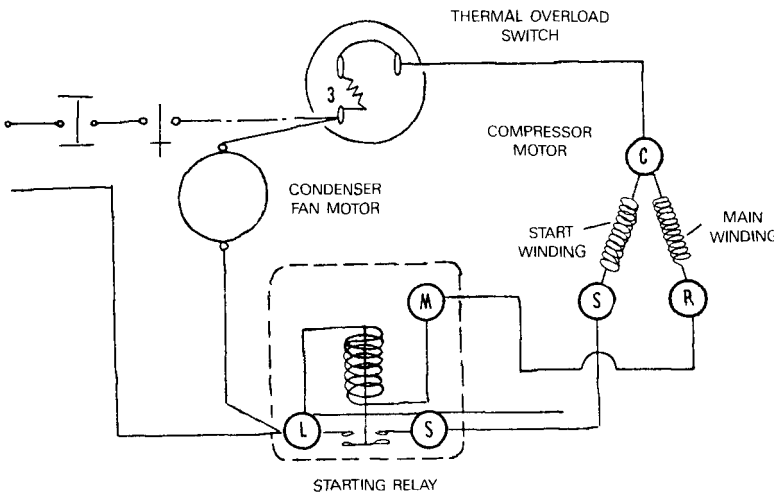 THERMAL OVERLOAD
SWITCH
3
COMPRESSOR
MOTOR
C
CONDENSER
FAN MOTOR
START
WINDING
MAIN
WINDING
M
S
R
L
S
STARTING RELAY